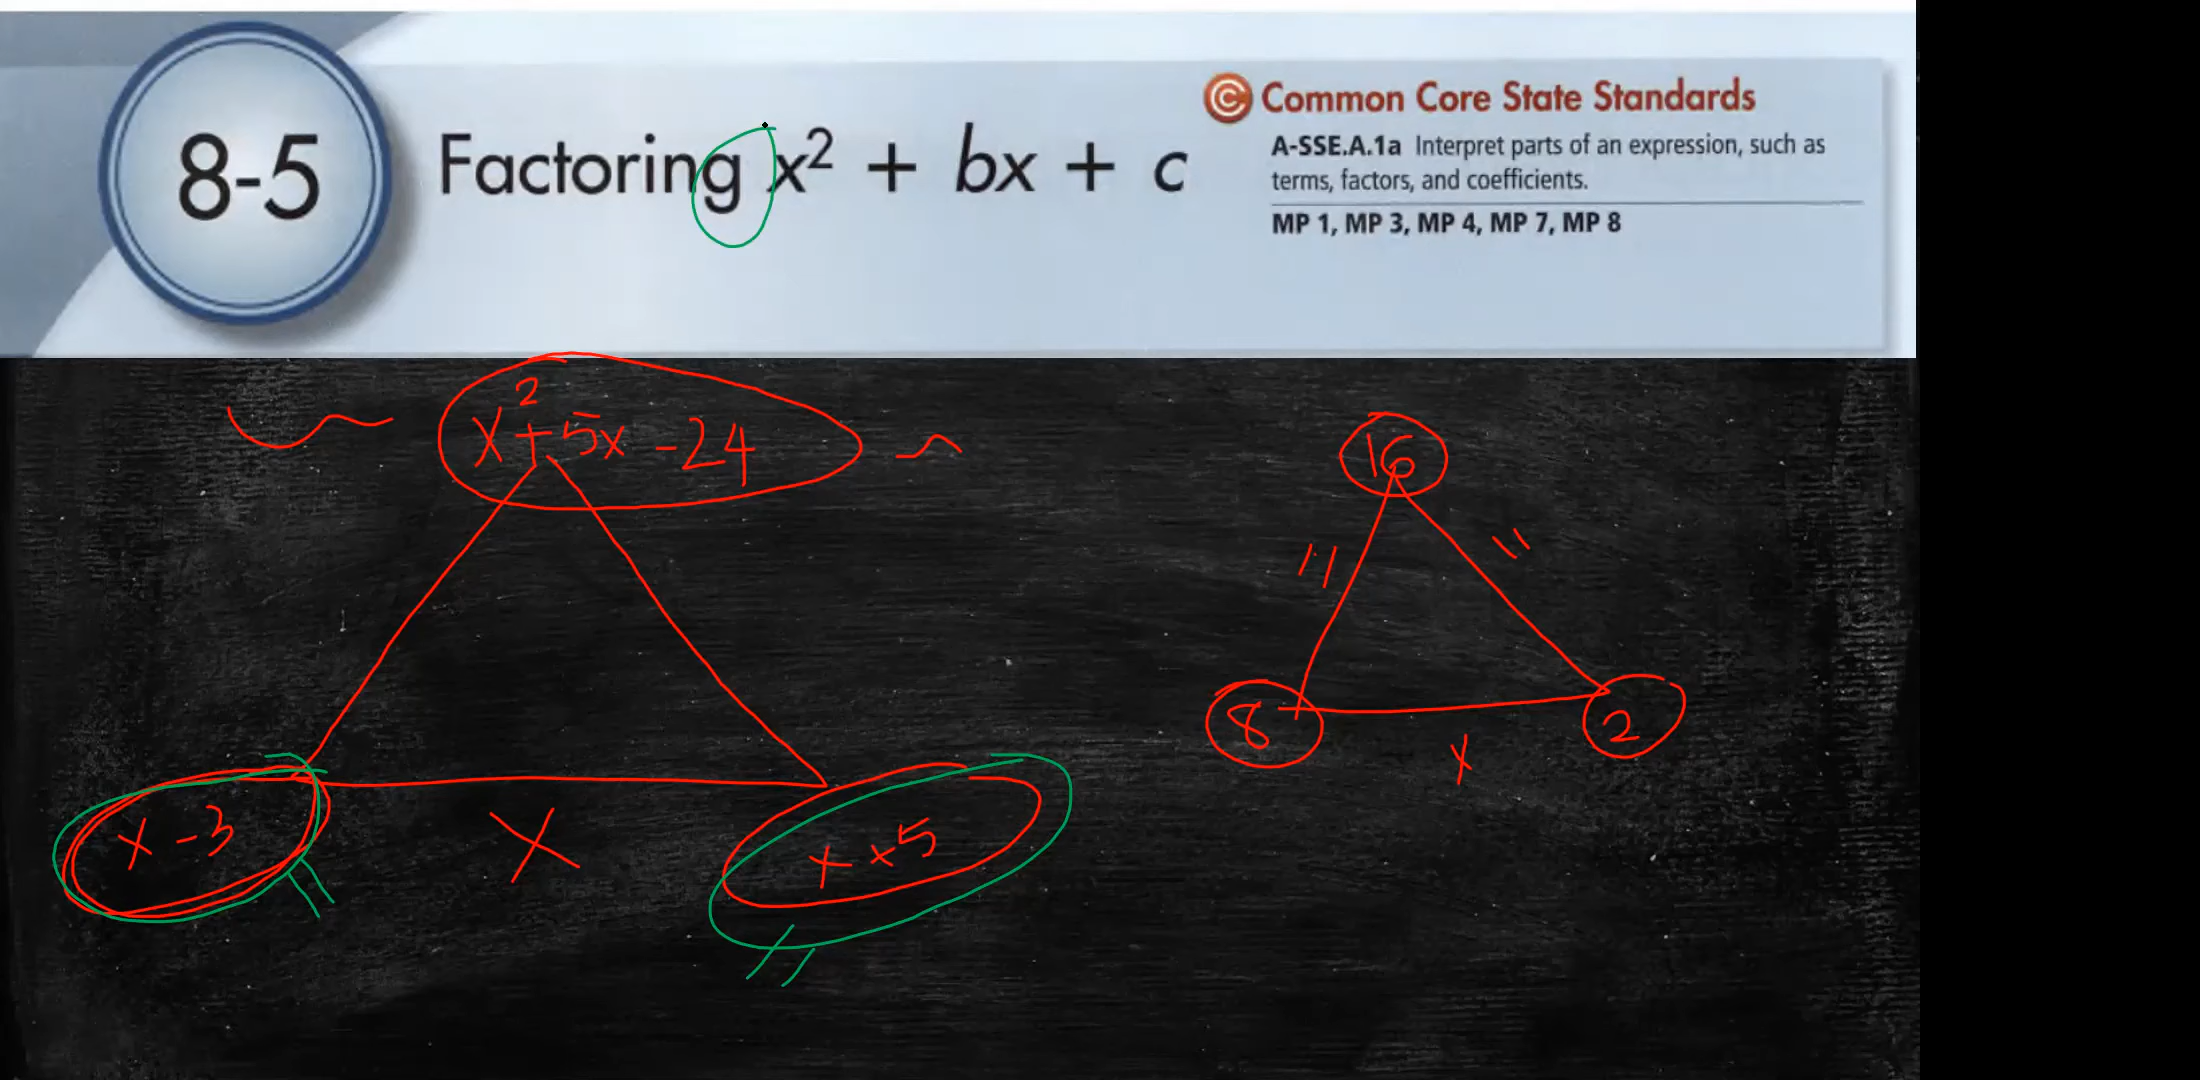 8-5 Factoring x² + bx + c
© Common Core State Standards
A-SSE.A.1a Interpret parts of an expression, such as
terms, factors, and coefficients.
MP 1, MP 3, MP 4, MP 7, MP 8
x²+5x-24
16
÷
8
2
x
x-3
x
x+5